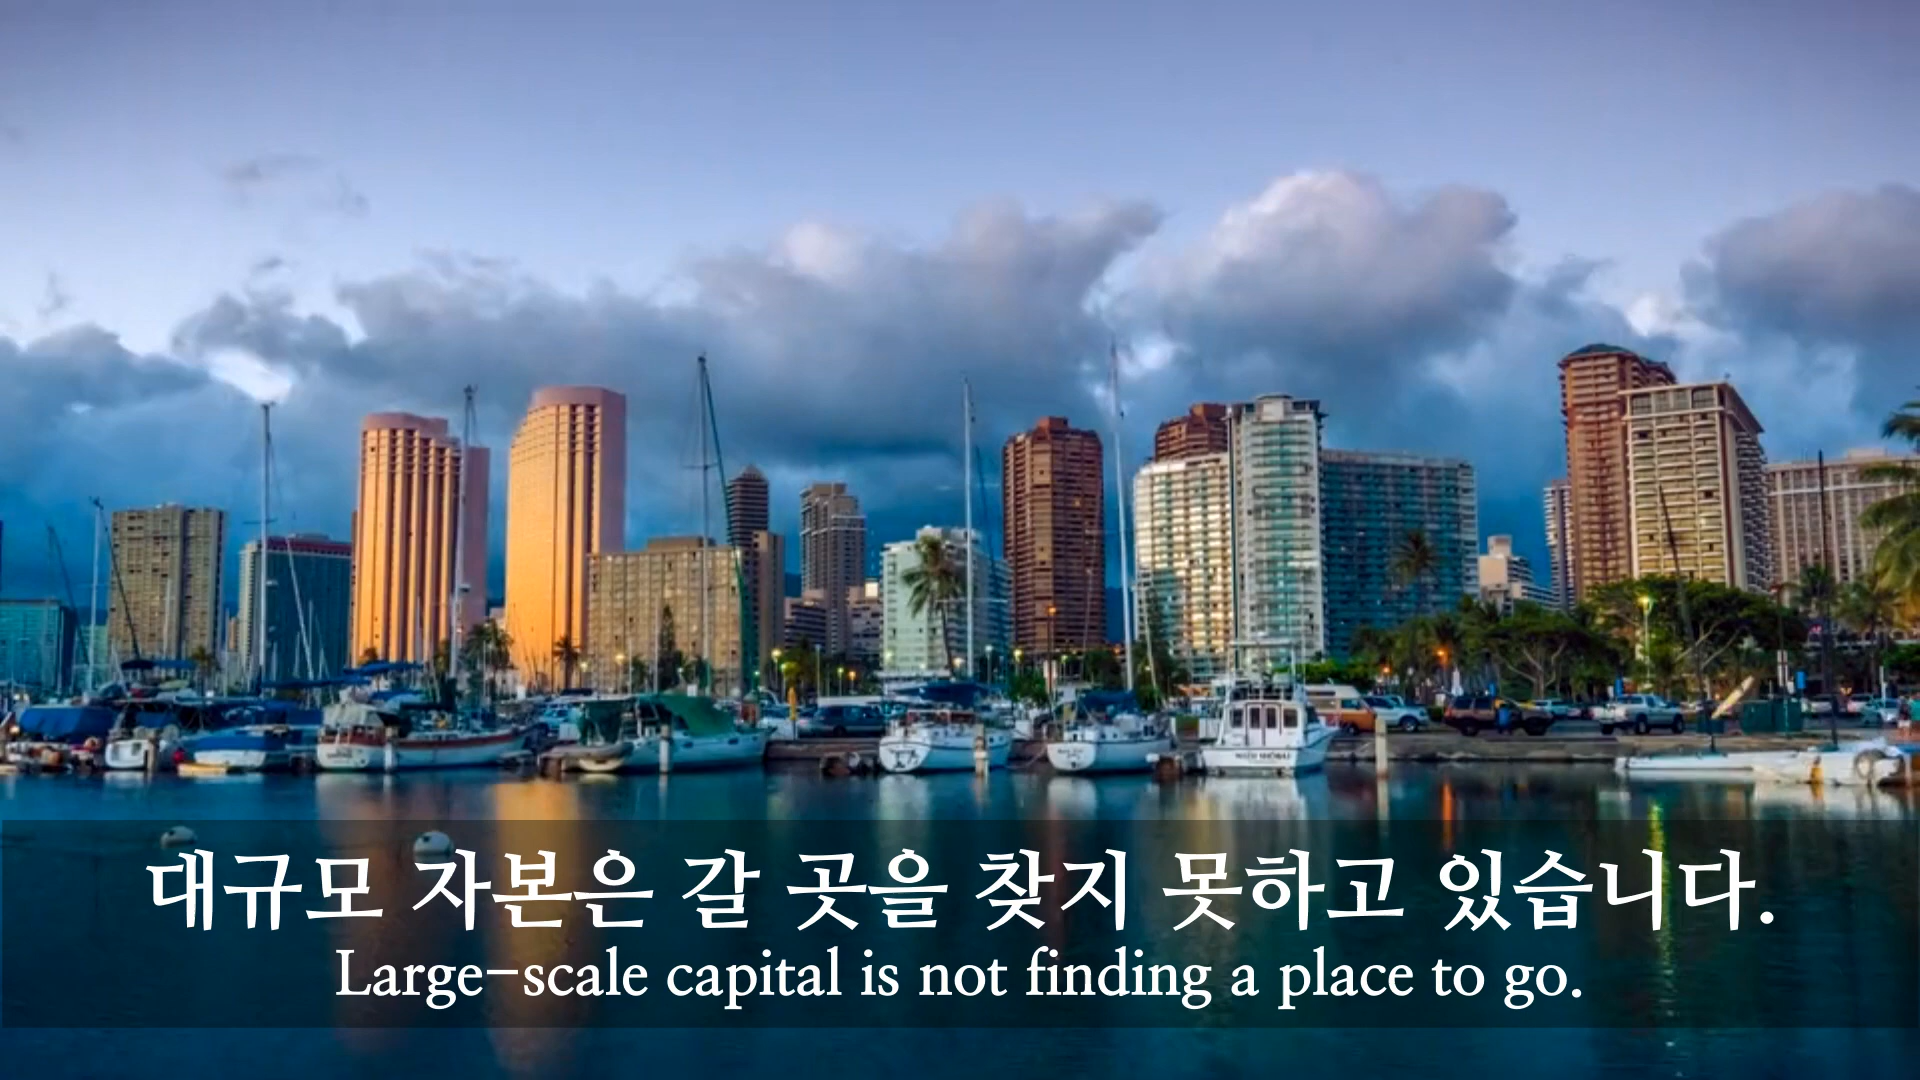 대규모 자본은 갈 곳을 찾지 못하고 있습니다.
Large-scale capital is not finding a place to go.